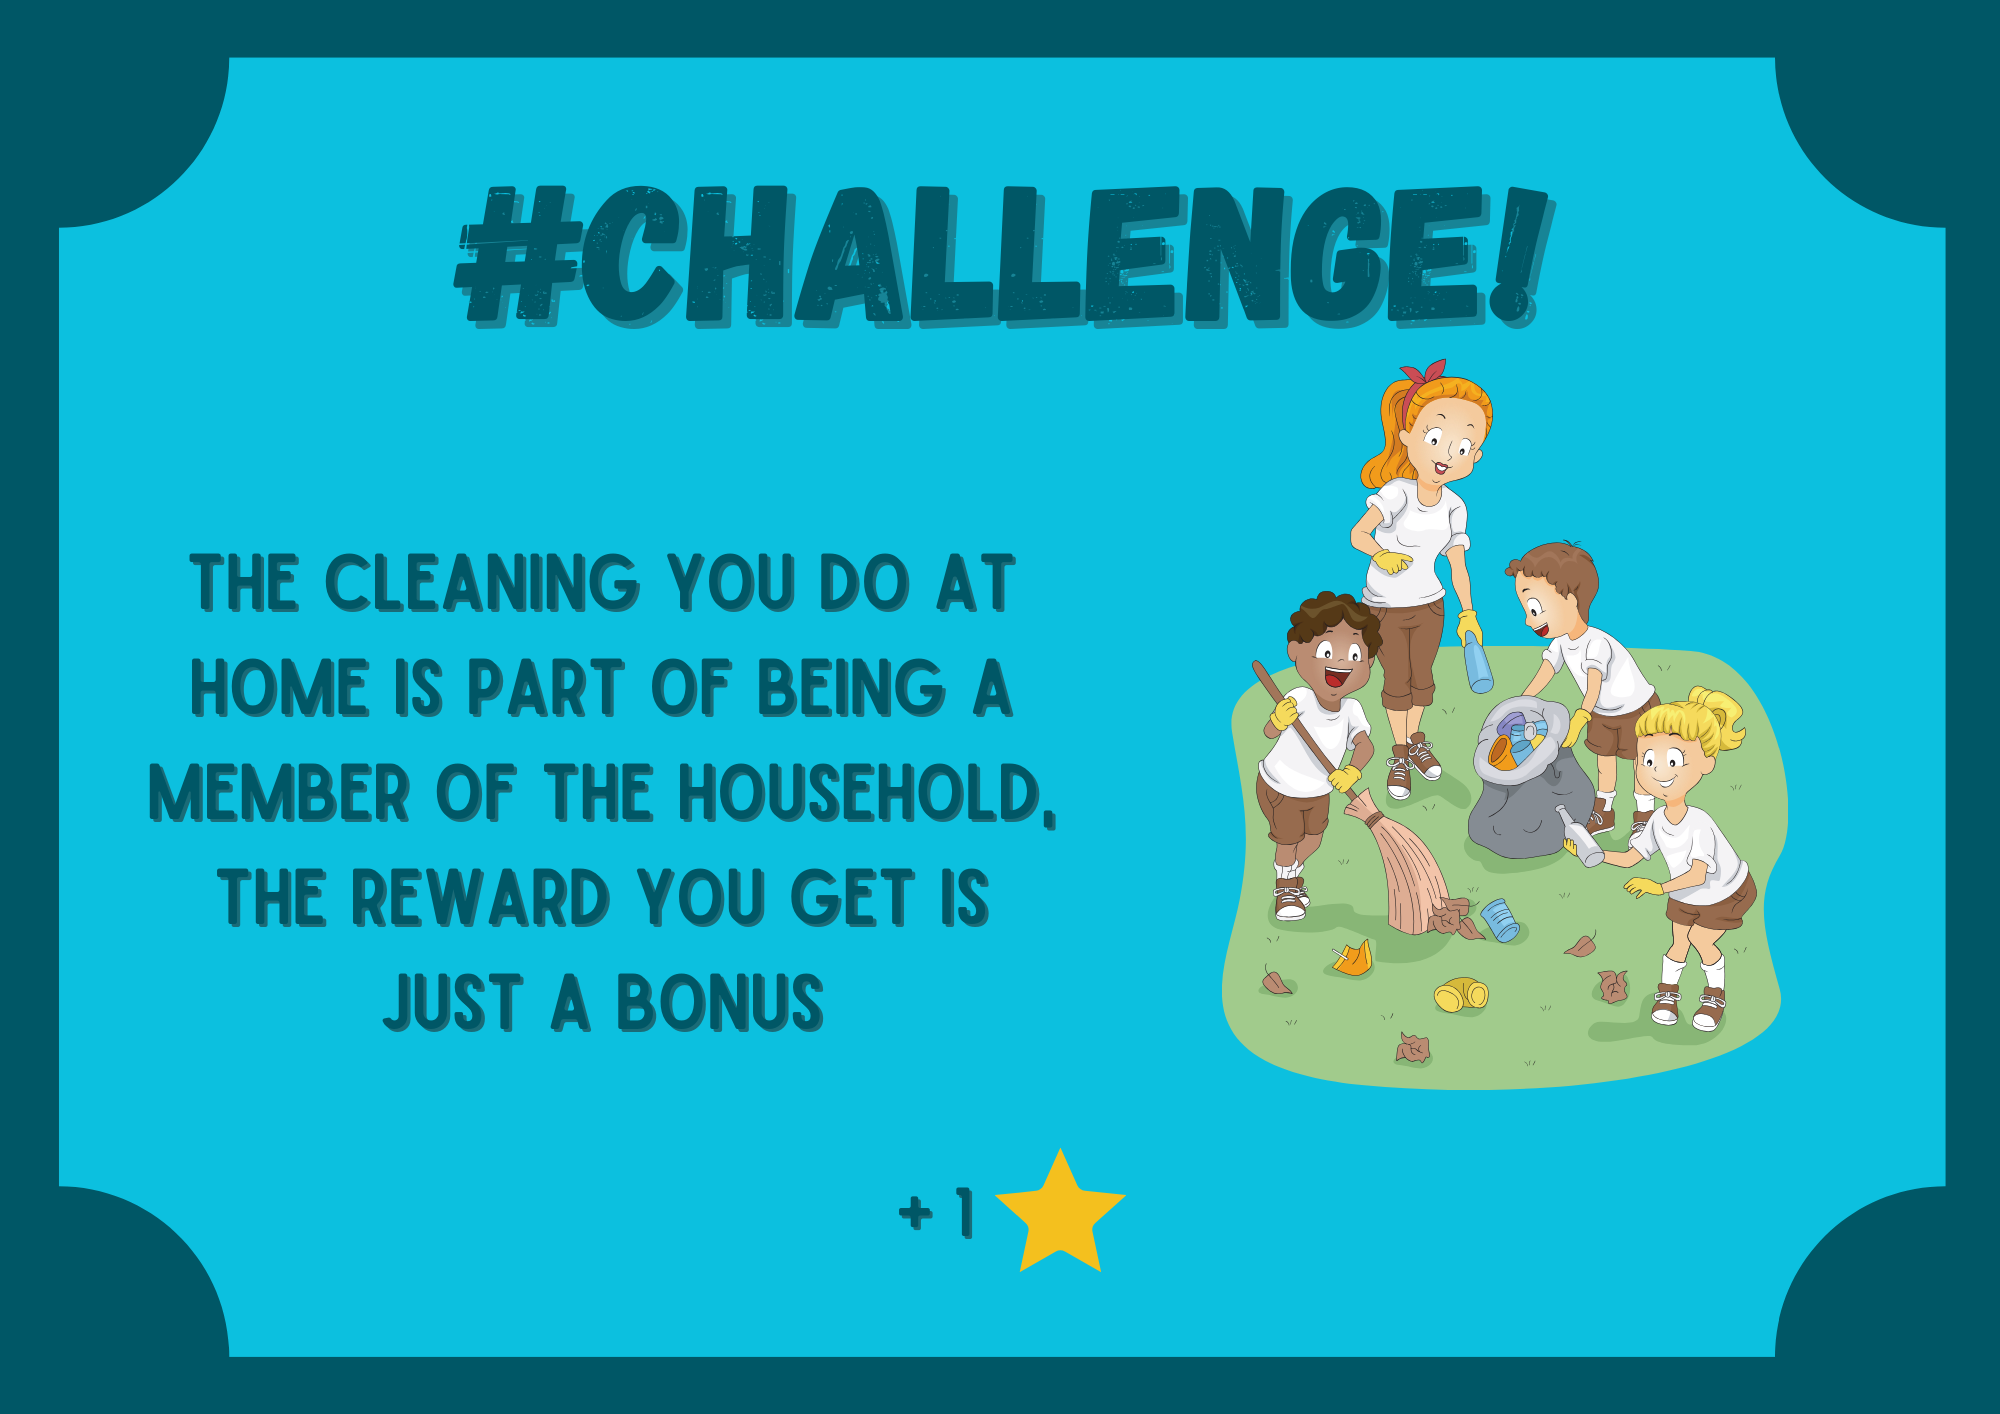 #CHALLENGE!
THE CLEANING YOU DO AT
HOME IS PART OF BEING A
MEMBER OF THE HOUSEHOLD,
THE REWARD YOU GET IS
JUST A BONUS
+ 1